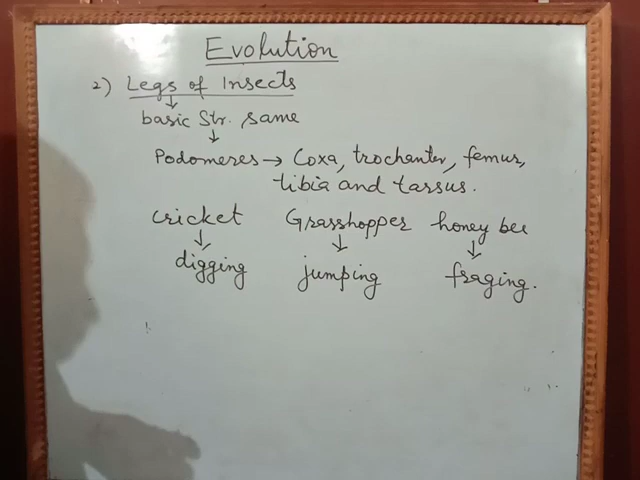 Evolution
2) Legs of Insects
↓
basic Str. same
↓
Podomeres → Coxa, trochanter, femur,
tibia and tarsus.
cricket Grasshopper honey bee
↓ ↓ ↓
digging jumping fraging.